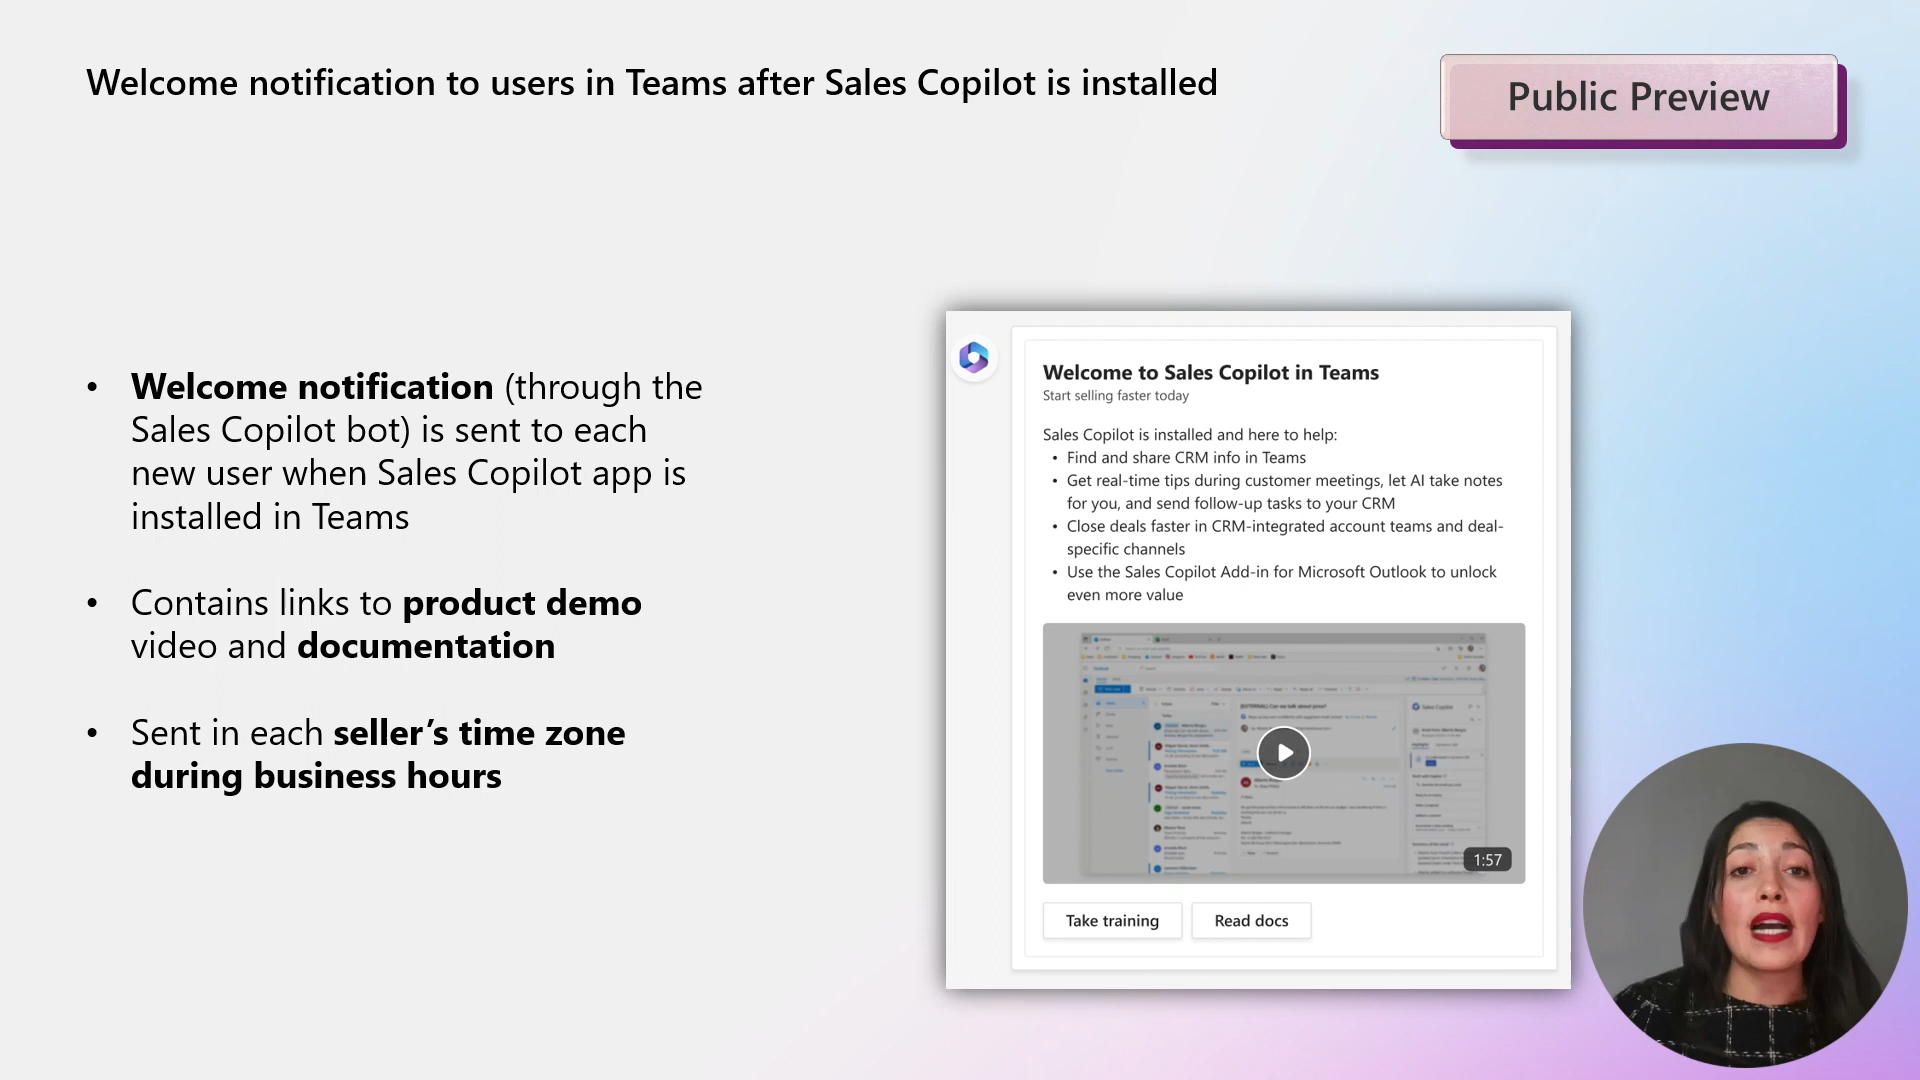 Welcome notification to users in Teams after Sales Copilot is installed
Public Preview
• Welcome notification (through the
Sales Copilot bot) is sent to each
new user when Sales Copilot app is
installed in Teams
• Contains links to product demo
video and documentation
• Sent in each seller’s time zone
during business hours
Welcome to Sales Copilot in Teams
Start selling faster today
Sales Copilot is installed and here to help:
• Find and share CRM info in Teams
• Get real-time tips during customer meetings, let AI take notes
for you, and send follow-up tasks to your CRM
• Close deals faster in CRM-integrated account teams and deal-
specific channels
• Use the Sales Copilot Add-in for Microsoft Outlook to unlock
even more value
Sales Copilot
1:57
Take training
Read docs